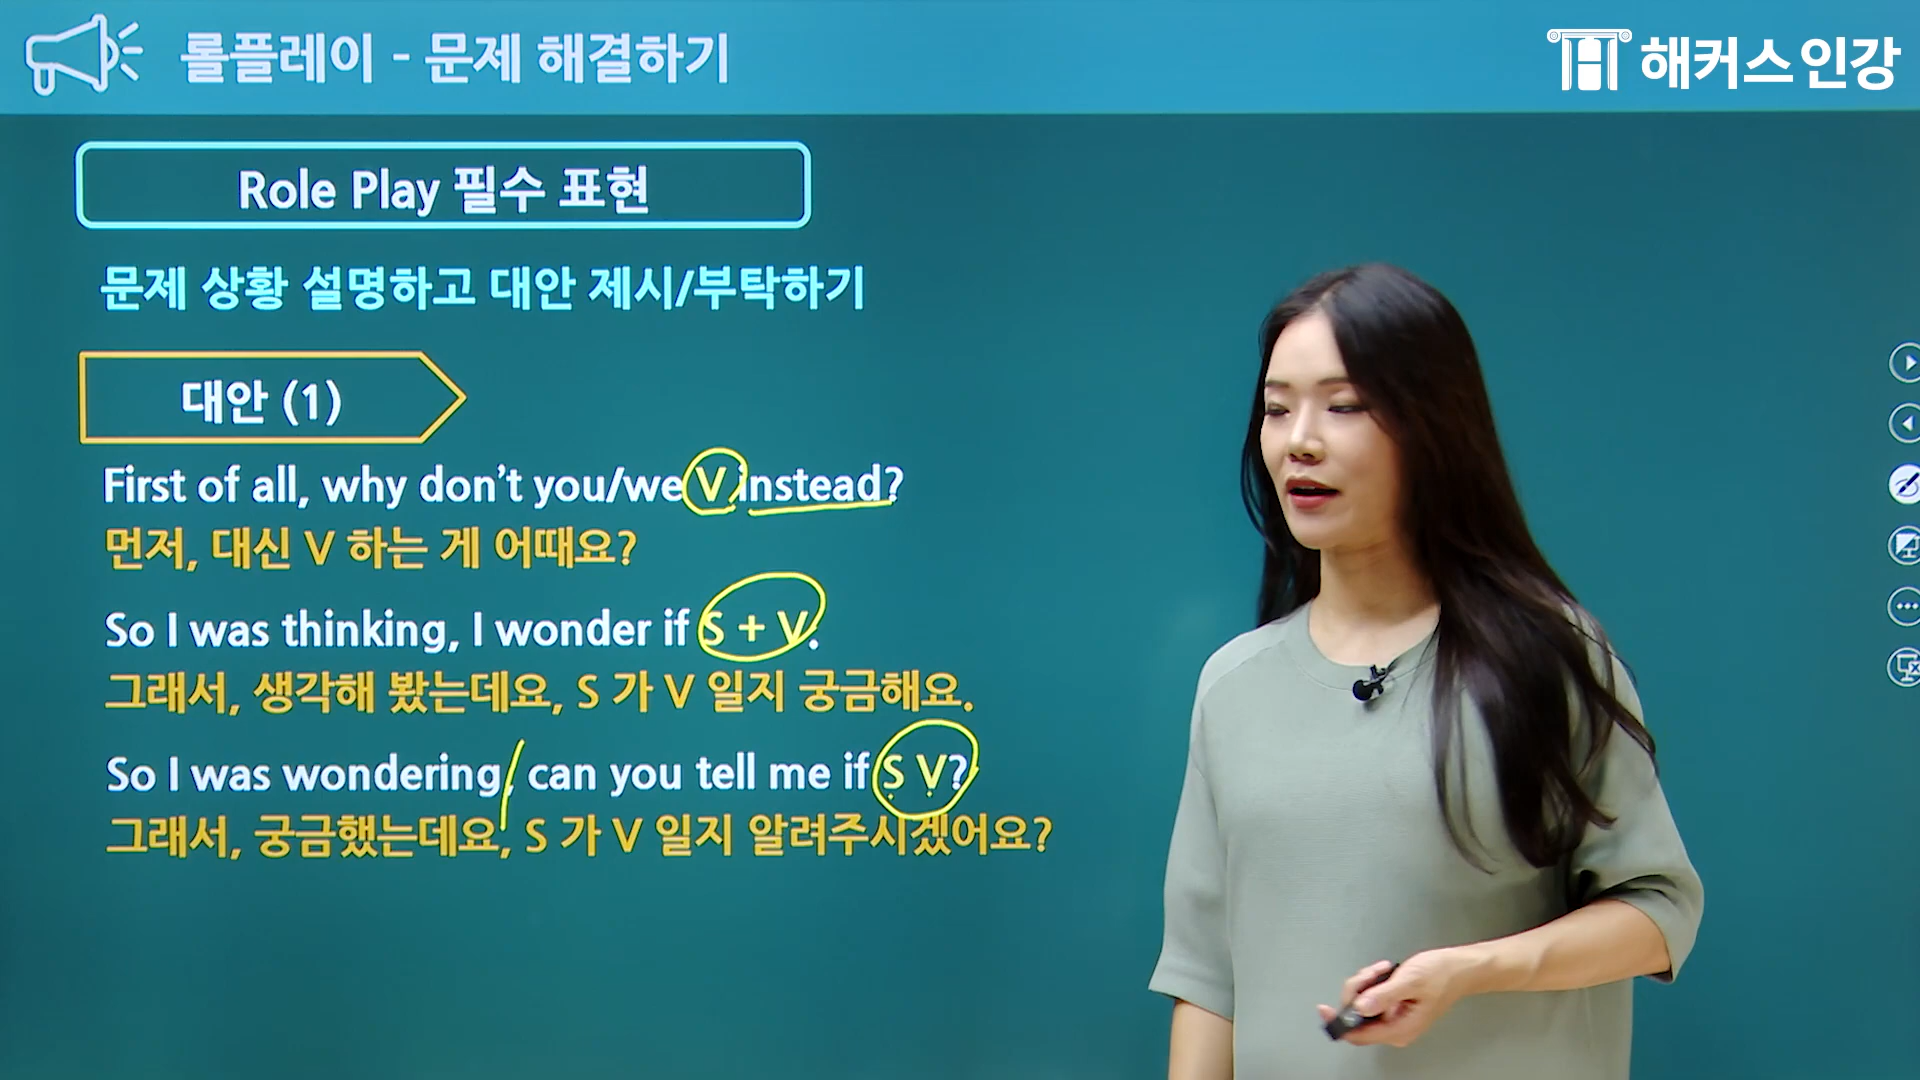 롤플레이 - 문제 해결하기
해커스인강
Role Play 필수 표현
문제 상황 설명하고 대안 제시/부탁하기
대안 (1)
First of all, why don't you/we V instead?
먼저, 대신 V 하는 게 어때요?
So I was thinking, I wonder if S + V.
그래서, 생각해 봤는데요, S 가 V 일지 궁금해요.
So I was wondering, can you tell me if S V?
그래서, 궁금했는데요, S 가 V 일지 알려주시겠어요?